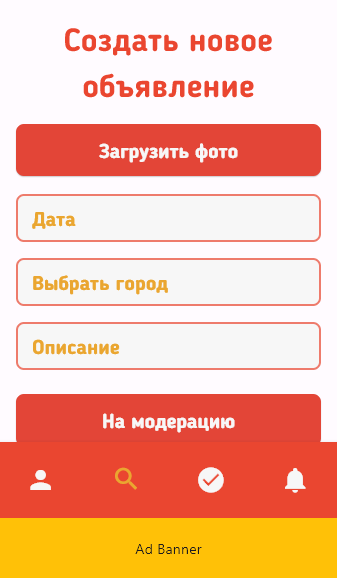 Создать новое
объявление
Загрузить фото
Дата
Выбрать город
Описание
На модерацию
Ad Banner